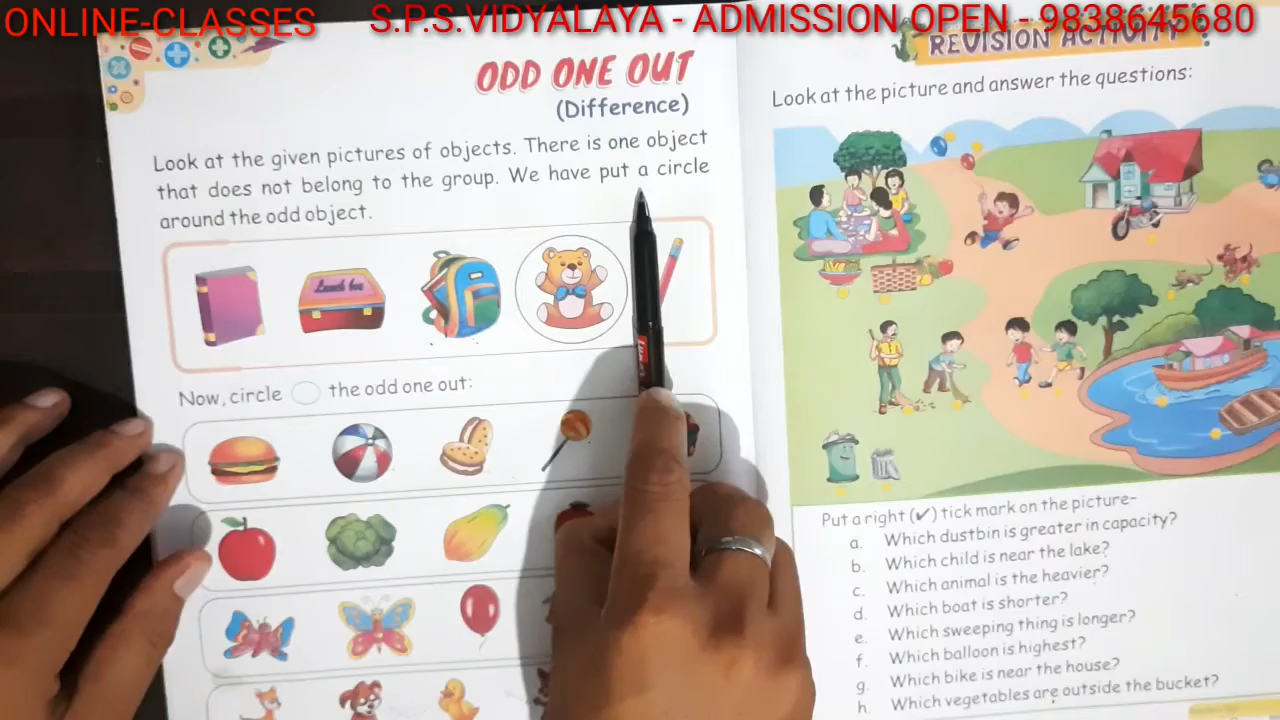 ONLINE-CLASSES
S.P.S.VIDYALAYA - ADMISSION OPEN - 9838645680
ODD ONE OUT
(Difference)
Look at the given pictures of objects. There is one object
that does not belong to the group. We have put a circle
around the odd object.
Lunch box
Now, circle the odd one out:
REVISION ACTIVITY
Look at the picture and answer the questions:
Put a right (✔) tick mark on the picture-
a. Which dustbin is greater in capacity?
b. Which child is near the lake?
c. Which animal is the heavier?
d. Which boat is shorter?
e. Which sweeping thing is longer?
f. Which balloon is highest?
g. Which bike is near the house?
h. Which vegetables are outside the bucket?